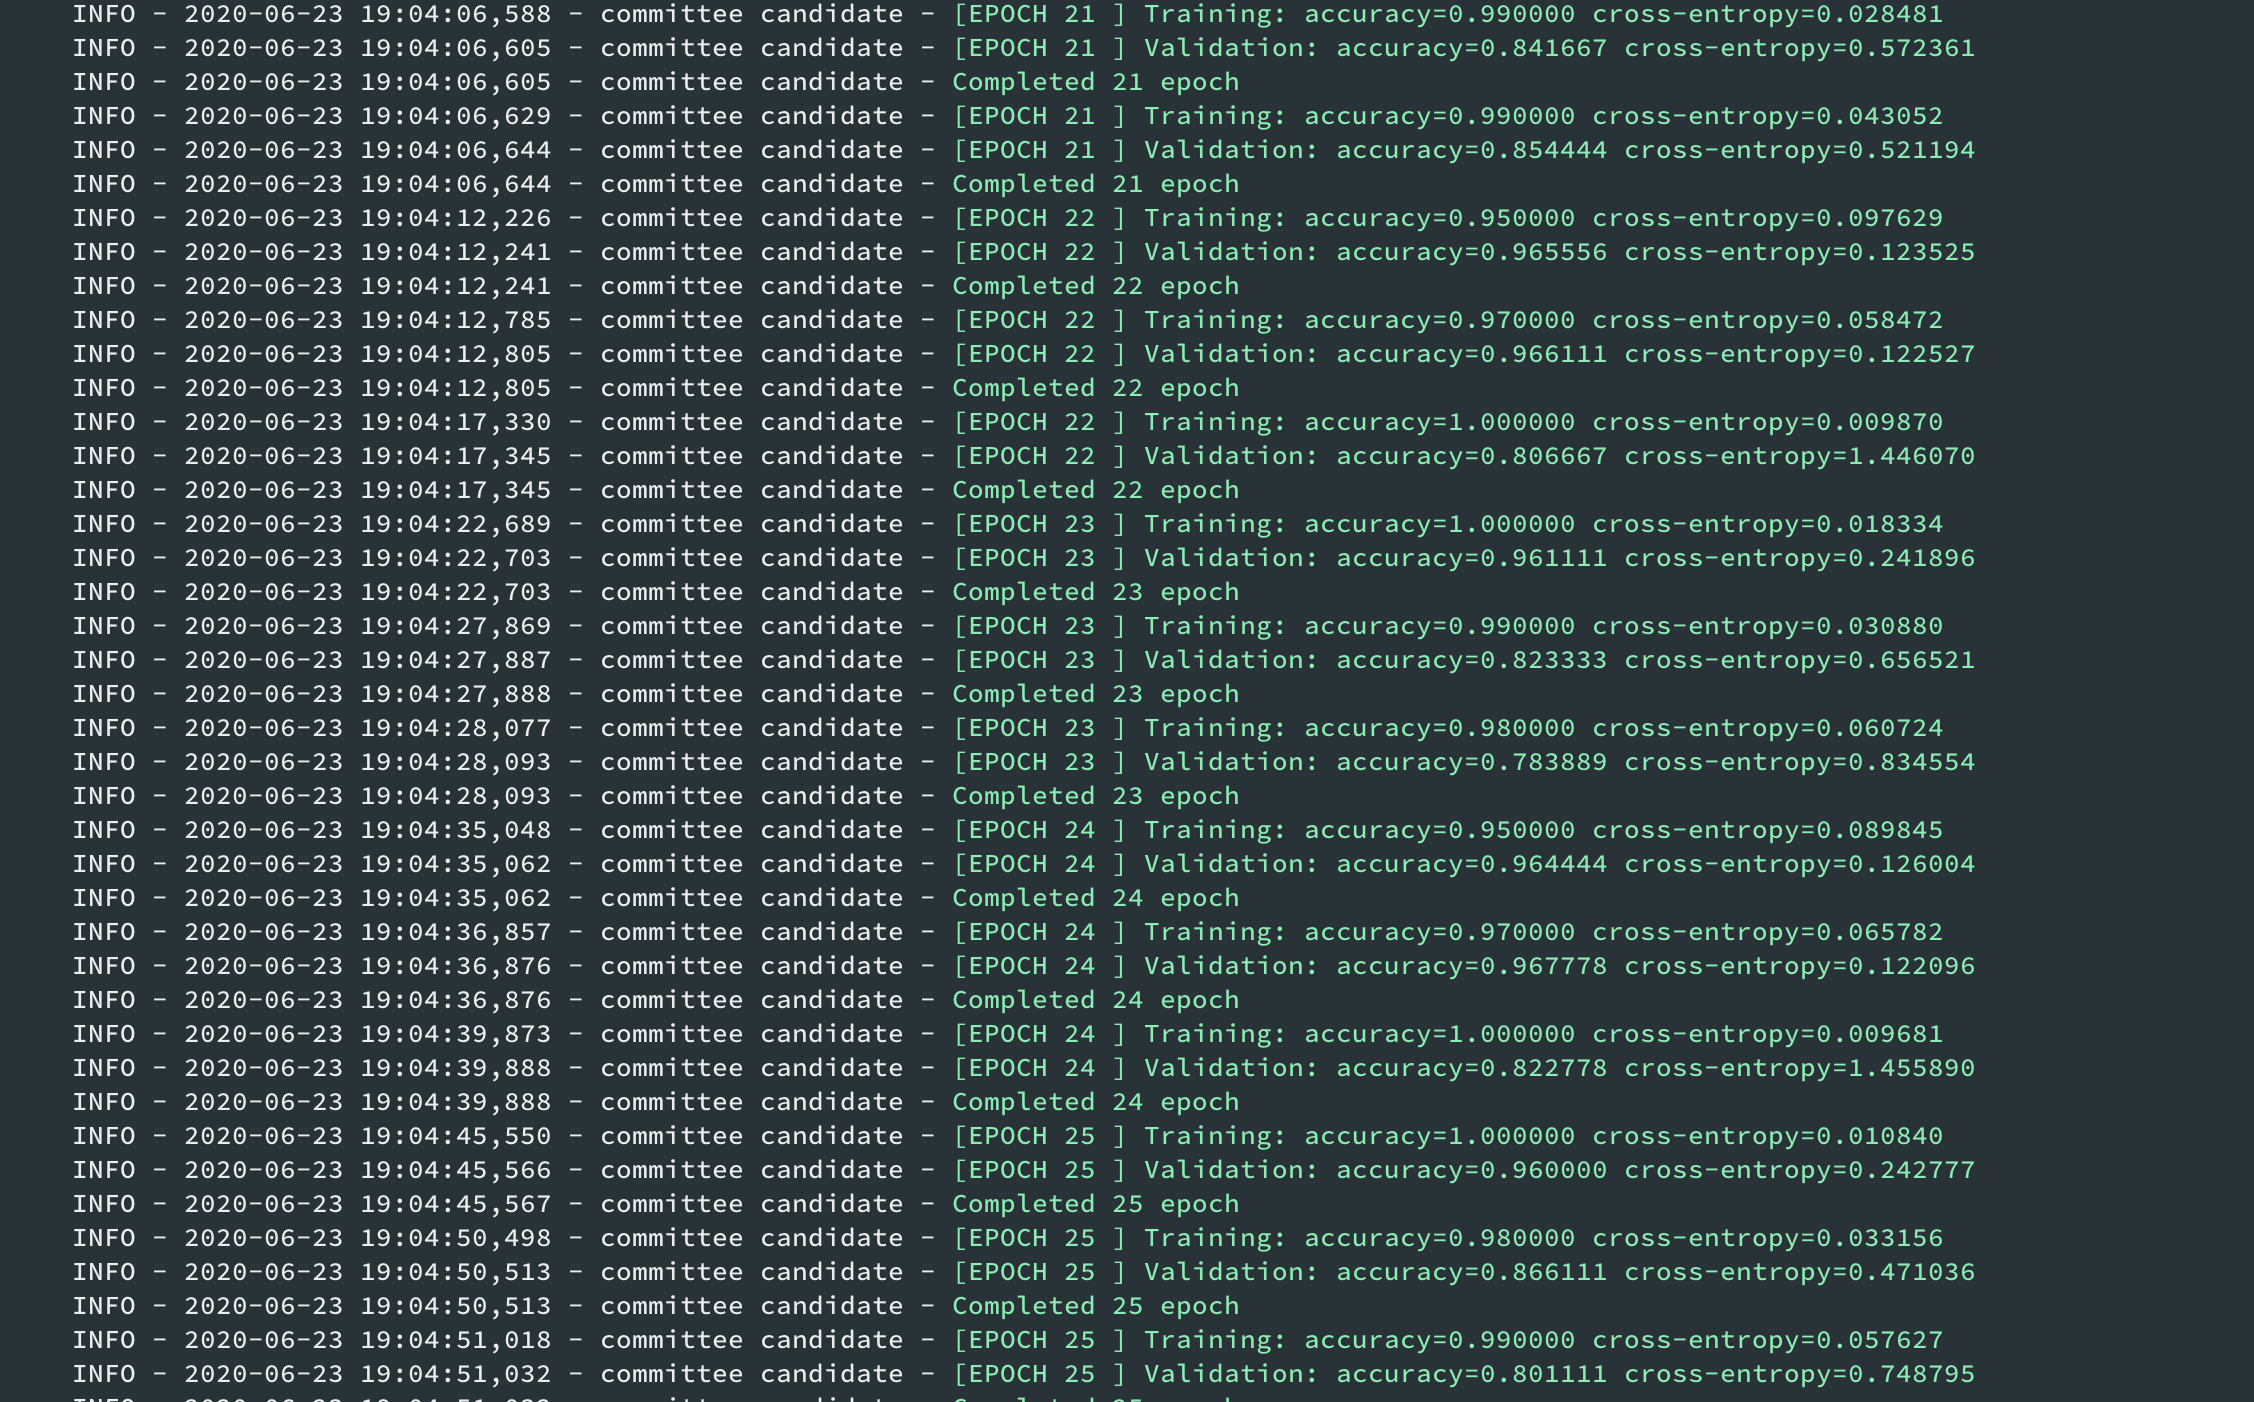 INFO - 2020-06-23 19:04:06,588 - committee candidate - [EPOCH 21 ] Training: accuracy=0.990000 cross-entropy=0.028481
INFO - 2020-06-23 19:04:06,605 - committee candidate - [EPOCH 21 ] Validation: accuracy=0.841667 cross-entropy=0.572361
INFO - 2020-06-23 19:04:06,605 - committee candidate - Completed 21 epoch
INFO - 2020-06-23 19:04:06,629 - committee candidate - [EPOCH 21 ] Training: accuracy=0.990000 cross-entropy=0.043052
INFO - 2020-06-23 19:04:06,644 - committee candidate - [EPOCH 21 ] Validation: accuracy=0.854444 cross-entropy=0.521194
INFO - 2020-06-23 19:04:06,644 - committee candidate - Completed 21 epoch
INFO - 2020-06-23 19:04:12,226 - committee candidate - [EPOCH 22 ] Training: accuracy=0.950000 cross-entropy=0.097629
INFO - 2020-06-23 19:04:12,241 - committee candidate - [EPOCH 22 ] Validation: accuracy=0.965556 cross-entropy=0.123525
INFO - 2020-06-23 19:04:12,241 - committee candidate - Completed 22 epoch
INFO - 2020-06-23 19:04:12,785 - committee candidate - [EPOCH 22 ] Training: accuracy=0.970000 cross-entropy=0.058472
INFO - 2020-06-23 19:04:12,805 - committee candidate - [EPOCH 22 ] Validation: accuracy=0.966111 cross-entropy=0.122527
INFO - 2020-06-23 19:04:12,805 - committee candidate - Completed 22 epoch
INFO - 2020-06-23 19:04:17,330 - committee candidate - [EPOCH 22 ] Training: accuracy=1.000000 cross-entropy=0.009870
INFO - 2020-06-23 19:04:17,345 - committee candidate - [EPOCH 22 ] Validation: accuracy=0.806667 cross-entropy=1.446070
INFO - 2020-06-23 19:04:17,345 - committee candidate - Completed 22 epoch
INFO - 2020-06-23 19:04:22,689 - committee candidate - [EPOCH 23 ] Training: accuracy=1.000000 cross-entropy=0.018334
INFO - 2020-06-23 19:04:22,703 - committee candidate - [EPOCH 23 ] Validation: accuracy=0.961111 cross-entropy=0.241896
INFO - 2020-06-23 19:04:22,703 - committee candidate - Completed 23 epoch
INFO - 2020-06-23 19:04:27,869 - committee candidate - [EPOCH 23 ] Training: accuracy=0.990000 cross-entropy=0.030880
INFO - 2020-06-23 19:04:27,887 - committee candidate - [EPOCH 23 ] Validation: accuracy=0.823333 cross-entropy=0.656521
INFO - 2020-06-23 19:04:27,888 - committee candidate - Completed 23 epoch
INFO - 2020-06-23 19:04:28,077 - committee candidate - [EPOCH 23 ] Training: accuracy=0.980000 cross-entropy=0.060724
INFO - 2020-06-23 19:04:28,093 - committee candidate - [EPOCH 23 ] Validation: accuracy=0.783889 cross-entropy=0.834554
INFO - 2020-06-23 19:04:28,093 - committee candidate - Completed 23 epoch
INFO - 2020-06-23 19:04:35,048 - committee candidate - [EPOCH 24 ] Training: accuracy=0.950000 cross-entropy=0.089845
INFO - 2020-06-23 19:04:35,062 - committee candidate - [EPOCH 24 ] Validation: accuracy=0.964444 cross-entropy=0.126004
INFO - 2020-06-23 19:04:35,062 - committee candidate - Completed 24 epoch
INFO - 2020-06-23 19:04:36,857 - committee candidate - [EPOCH 24 ] Training: accuracy=0.970000 cross-entropy=0.065782
INFO - 2020-06-23 19:04:36,876 - committee candidate - [EPOCH 24 ] Validation: accuracy=0.967778 cross-entropy=0.122096
INFO - 2020-06-23 19:04:36,876 - committee candidate - Completed 24 epoch
INFO - 2020-06-23 19:04:39,873 - committee candidate - [EPOCH 24 ] Training: accuracy=1.000000 cross-entropy=0.009681
INFO - 2020-06-23 19:04:39,888 - committee candidate - [EPOCH 24 ] Validation: accuracy=0.822778 cross-entropy=1.455890
INFO - 2020-06-23 19:04:39,888 - committee candidate - Completed 24 epoch
INFO - 2020-06-23 19:04:45,550 - committee candidate - [EPOCH 25 ] Training: accuracy=1.000000 cross-entropy=0.010840
INFO - 2020-06-23 19:04:45,566 - committee candidate - [EPOCH 25 ] Validation: accuracy=0.960000 cross-entropy=0.242777
INFO - 2020-06-23 19:04:45,567 - committee candidate - Completed 25 epoch
INFO - 2020-06-23 19:04:50,498 - committee candidate - [EPOCH 25 ] Training: accuracy=0.980000 cross-entropy=0.033156
INFO - 2020-06-23 19:04:50,513 - committee candidate - [EPOCH 25 ] Validation: accuracy=0.866111 cross-entropy=0.471036
INFO - 2020-06-23 19:04:50,513 - committee candidate - Completed 25 epoch
INFO - 2020-06-23 19:04:51,018 - committee candidate - [EPOCH 25 ] Training: accuracy=0.990000 cross-entropy=0.057627
INFO - 2020-06-23 19:04:51,032 - committee candidate - [EPOCH 25 ] Validation: accuracy=0.801111 cross-entropy=0.748795